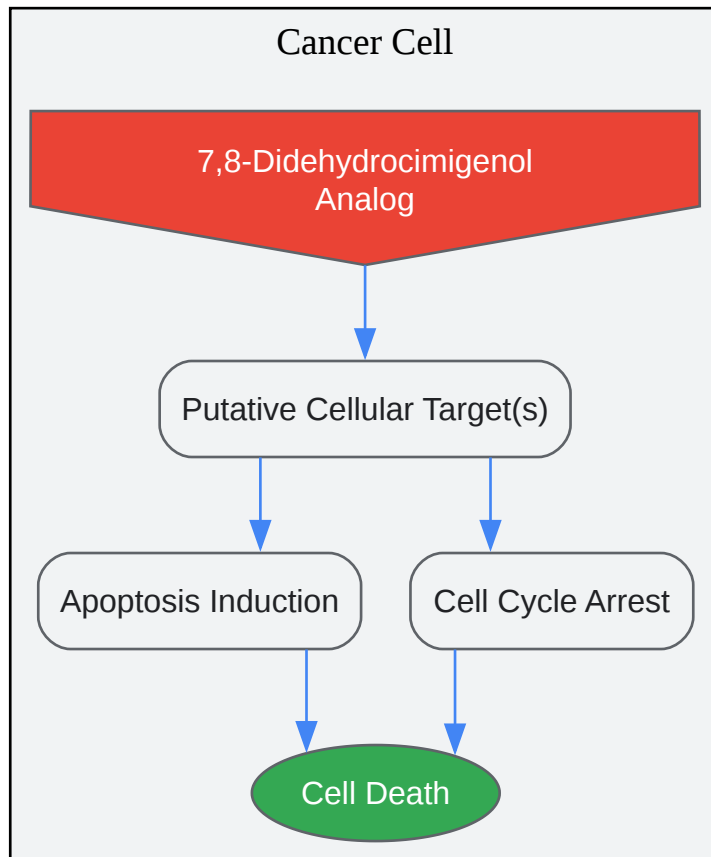 Cancer Cell
7,8-Didehydrocimigenol
Analog
Putative Cellular Target(s)
Apoptosis Induction
Cell Cycle Arrest
Cell Death